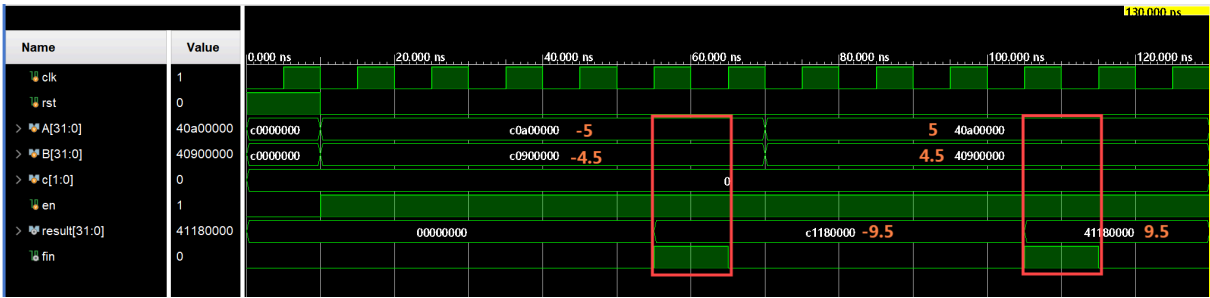 130.000 ns
Name Value
0.000 ns 20.000 ns 40.000 ns 60.000 ns 80.000 ns 100.000 ns 120.000 ns
clk 1
rst 0
A[31:0] 40a00000 c0000000 c0a00000 -5 5 40a00000
B[31:0] 40900000 c0000000 c0900000 -4.5 4.5 40900000
c[1:0] 0 0
en 1
result[31:0] 41180000 00000000 c1180000 -9.5 41180000 9.5
fin 0